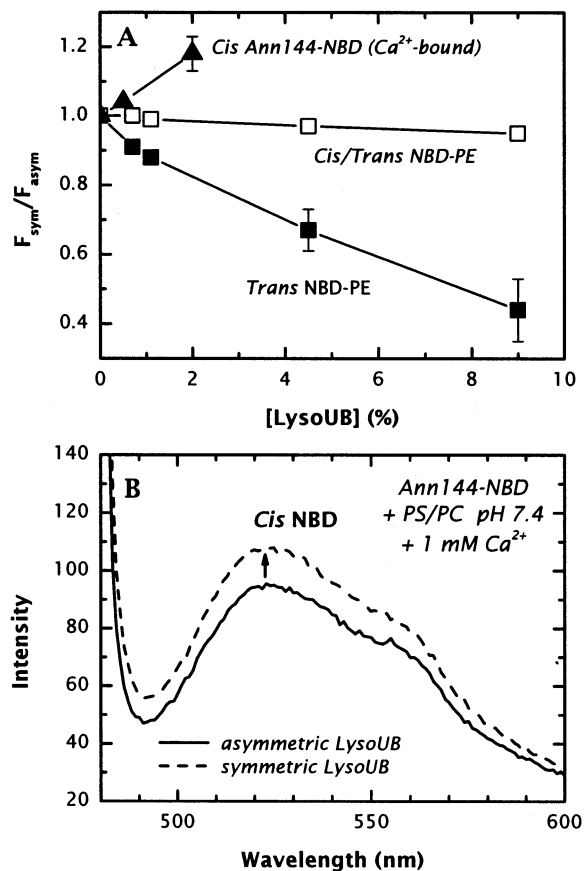 A
Cis Ann144-NBD (Ca²⁺-bound)
Cis/Trans NBD-PE
Trans NBD-PE
F_sym/F_asym
1.2
1.0
0.8
0.6
0.4
0 2 4 6 8 10
[LysoUB] (%)
B
Cis NBD
Ann144-NBD
+ PS/PC pH 7.4
+ 1 mM Ca²⁺
Intensity
140
120
100
80
60
40
20
asymmetric LysoUB
symmetric LysoUB
500 550 600
Wavelength (nm)